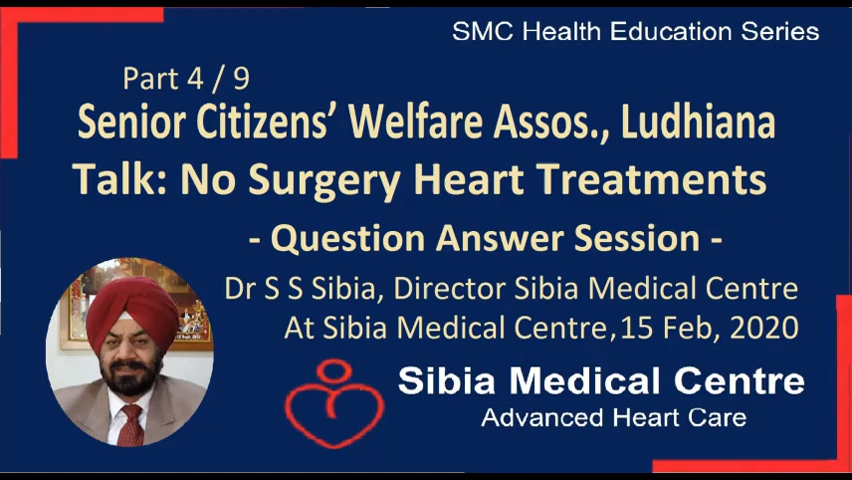 SMC Health Education Series
Part 4 / 9
Senior Citizens’ Welfare Assos., Ludhiana
Talk: No Surgery Heart Treatments
- Question Answer Session -
Dr S S Sibia, Director Sibia Medical Centre
At Sibia Medical Centre,15 Feb, 2020
Sibia Medical Centre
Advanced Heart Care